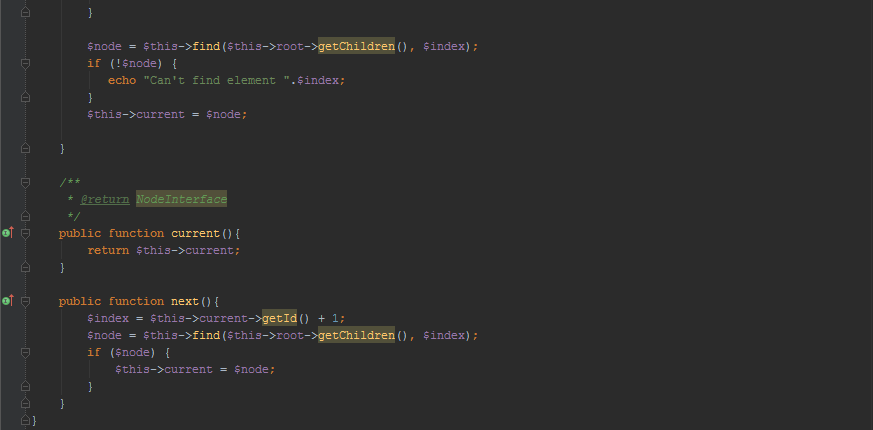 }
$node = $this->find($this->root->getChildren(), $index);
if (!$node) {
echo "Can't find element ".$index;
}
$this->current = $node;
}
/**
* @return NodeInterface
*/
public function current(){
return $this->current;
}
public function next(){
$index = $this->current->getId() + 1;
$node = $this->find($this->root->getChildren(), $index);
if ($node) {
$this->current = $node;
}
}
}